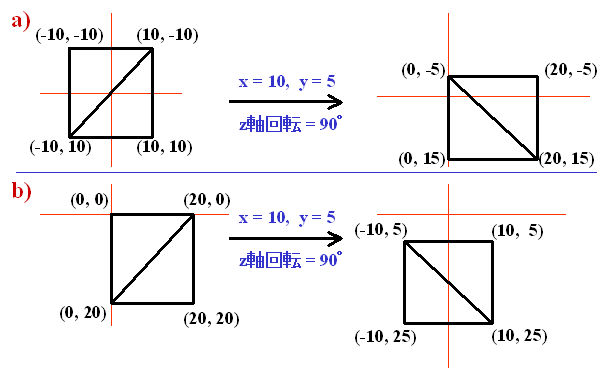 a)
(-10, -10) (10, -10)
(-10, 10) (10, 10)
x = 10, y = 5
z軸回転 = 90°
(0, -5) (20, -5)
(0, 15) (20, 15)
b)
(0, 0) (20, 0)
(0, 20) (20, 20)
x = 10, y = 5
z軸回転 = 90°
(-10, 5) (10, 5)
(-10, 25) (10, 25)